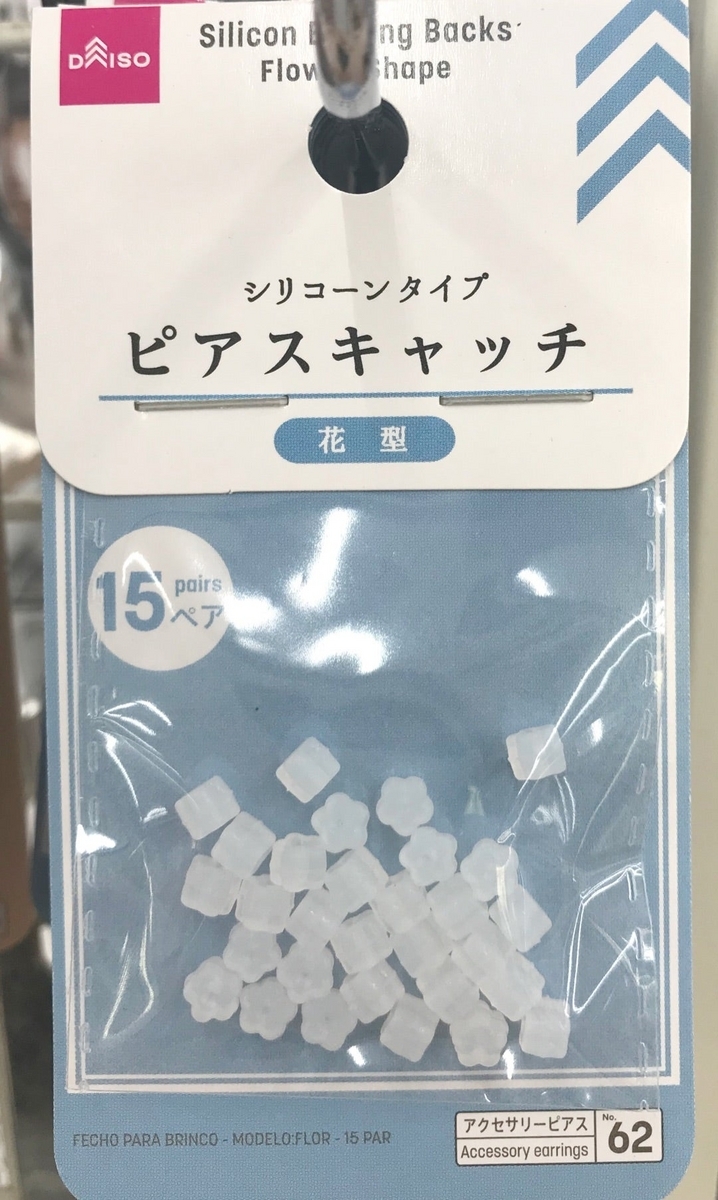 DAISO
Silicon Backs
Shape
シリコーンタイプ
ピアスキャッチ
花型
15 pairs
ペア
FECHO PARA BRINCO - MODELO:FLOR - 15 PAR
アクセサリーピアス
Accessory earrings
No.
62